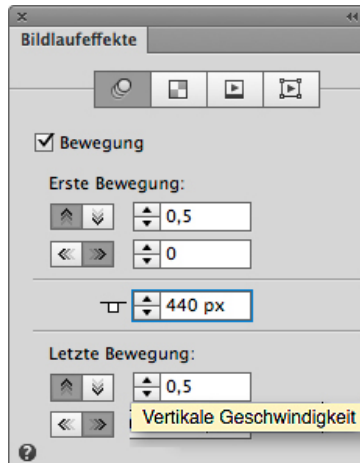 Bildlaufeffekte
Bewegung
Erste Bewegung:
0,5
0
440 px
Letzte Bewegung:
0,5
Vertikale Geschwindigkeit